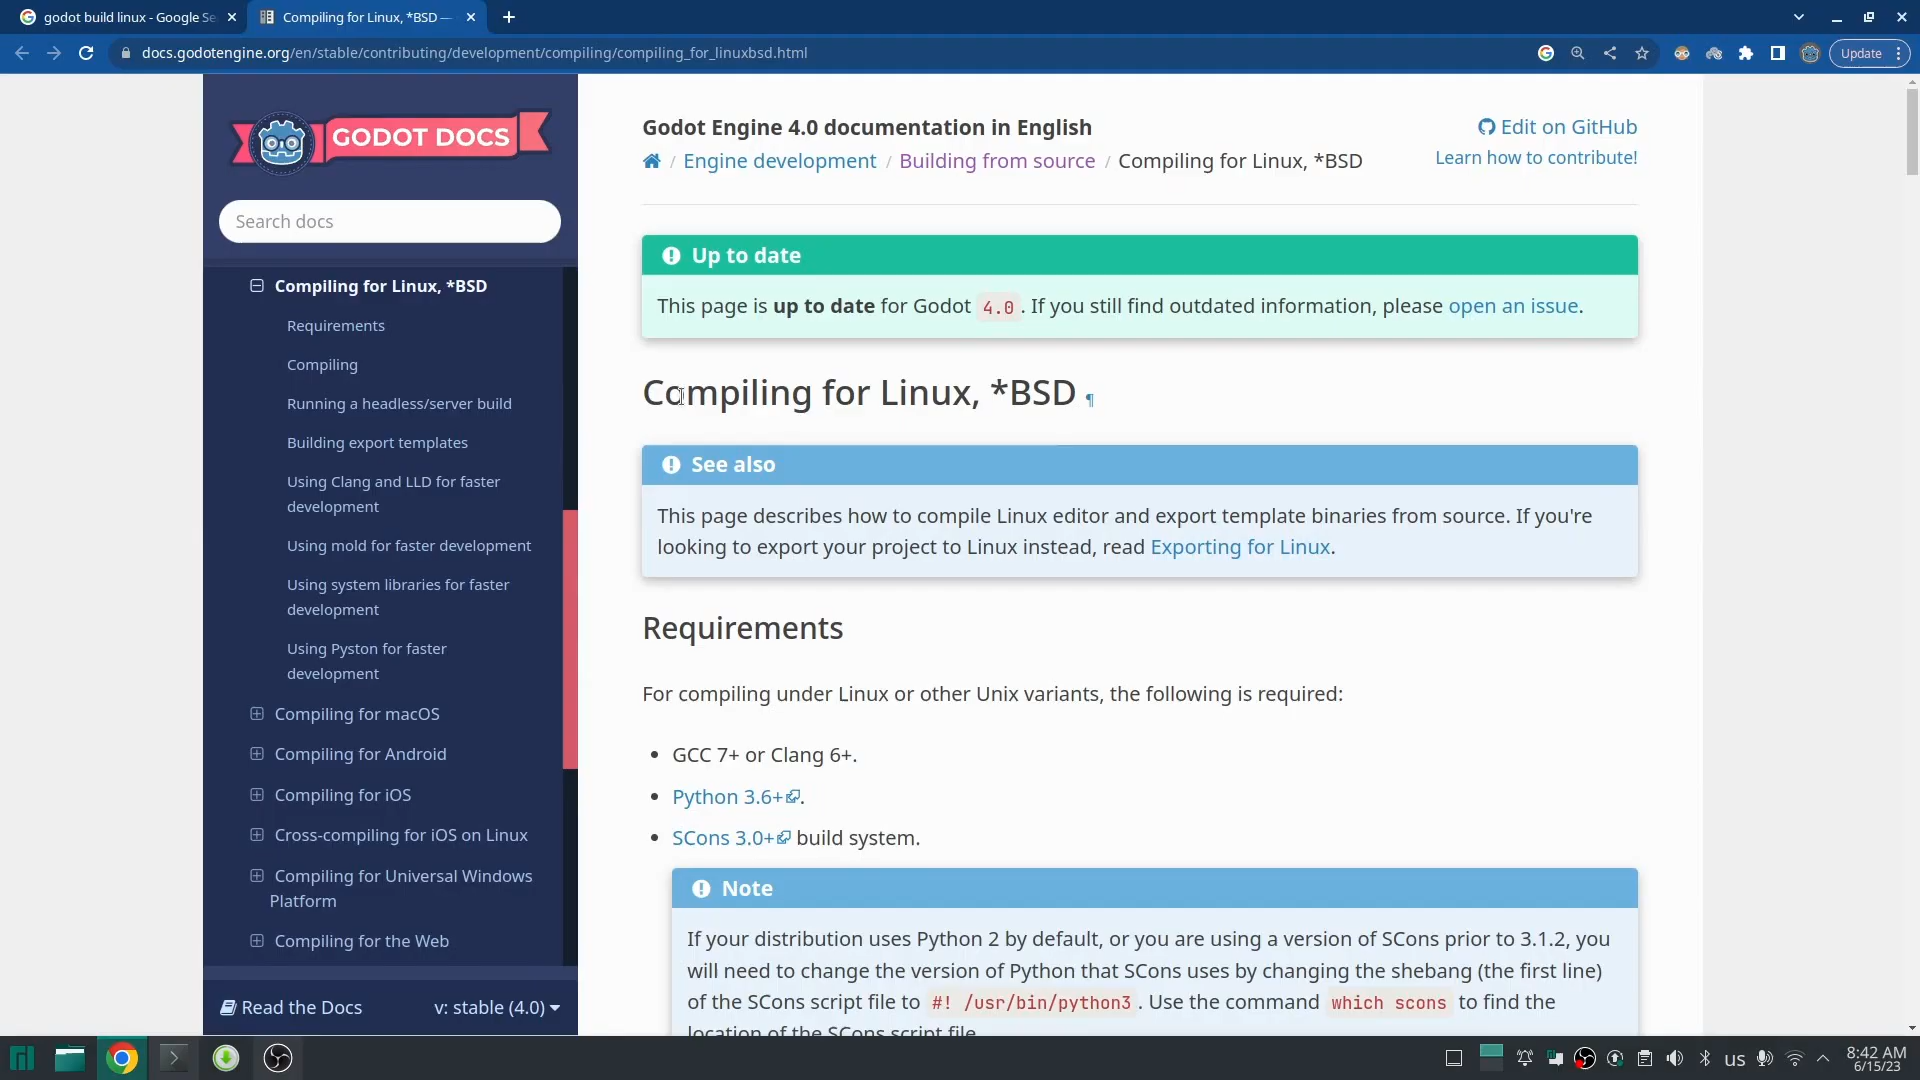 godot build linux - Google Se
Compiling for Linux, *BSD —
docs.godotengine.org/en/stable/contributing/development/compiling/compiling_for_linuxbsd.html
Update
GODOT DOCS
Search docs
Compiling for Linux, *BSD
Requirements
Compiling
Running a headless/server build
Building export templates
Using Clang and LLD for faster
development
Using mold for faster development
Using system libraries for faster
development
Using Pyston for faster
development
Compiling for macOS
Compiling for Android
Compiling for iOS
Cross-compiling for iOS on Linux
Compiling for Universal Windows
Platform
Compiling for the Web
Read the Docs
v: stable (4.0)
Godot Engine 4.0 documentation in English
Edit on GitHub
/ Engine development / Building from source / Compiling for Linux, *BSD
Learn how to contribute!
Up to date
This page is up to date for Godot 4.0. If you still find outdated information, please open an issue.
Compiling for Linux, *BSD ¶
See also
This page describes how to compile Linux editor and export template binaries from source. If you're
looking to export your project to Linux instead, read Exporting for Linux.
Requirements
For compiling under Linux or other Unix variants, the following is required:
• GCC 7+ or Clang 6+.
• Python 3.6+.
• SCons 3.0+ build system.
Note
If your distribution uses Python 2 by default, or you are using a version of SCons prior to 3.1.2, you
will need to change the version of Python that SCons uses by changing the shebang (the first line)
of the SCons script file to #! /usr/bin/python3. Use the command which scons to find the
location of the SCons script file.
us
8:42 AM
6/15/23